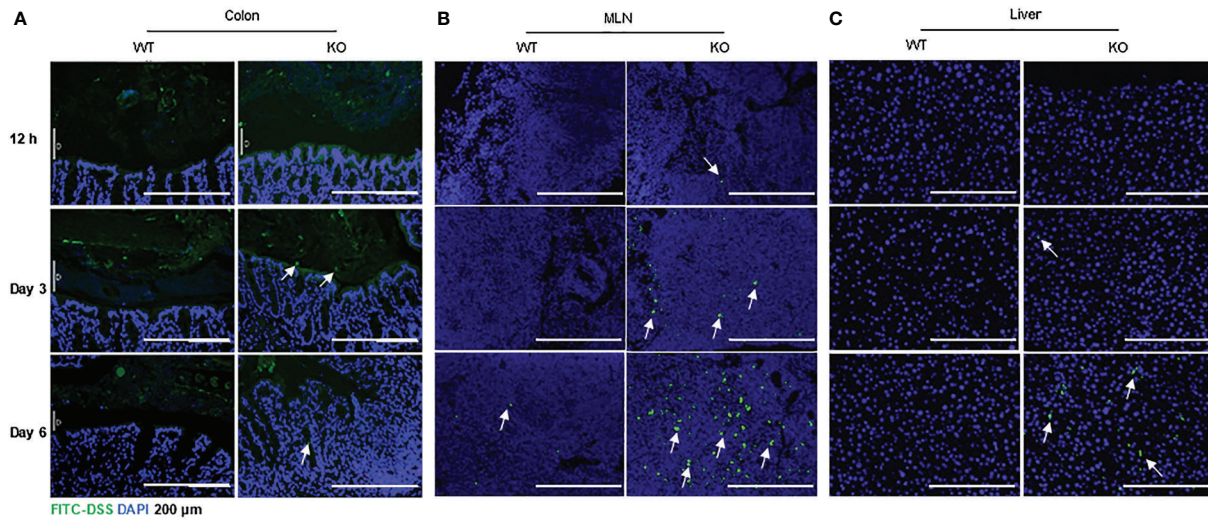 A
Colon
WT
KO
B
MLN
WT
KO
C
Liver
WT
KO
12 h
Day 3
Day 6
FITC-DSS DAPI 200 μm